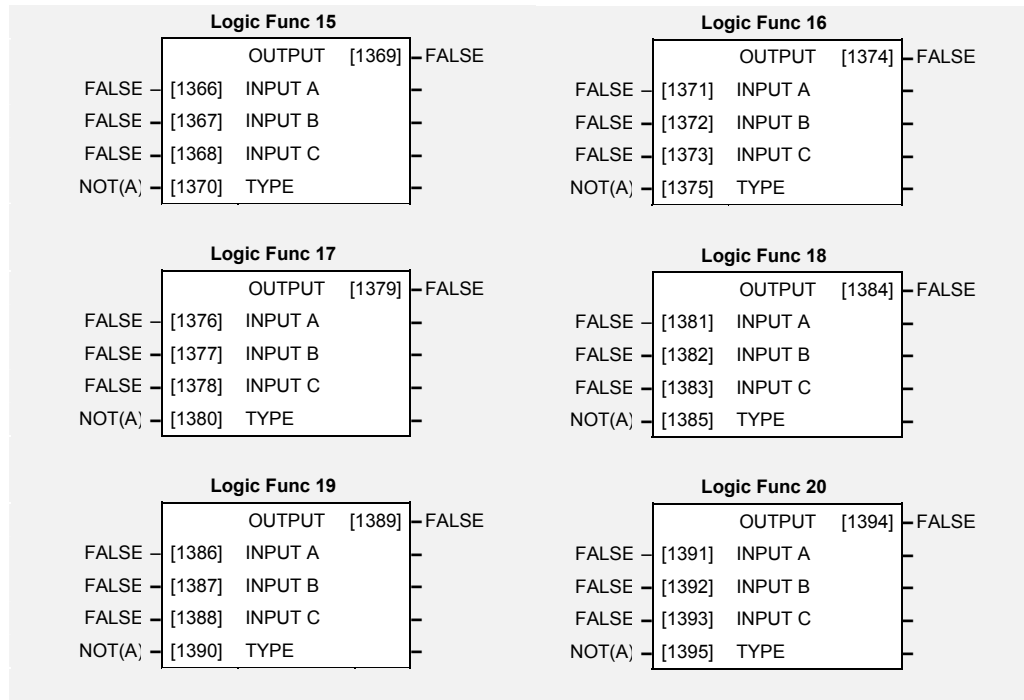 Logic Func 15
OUTPUT [1369] FALSE
FALSE [1366] INPUT A
FALSE [1367] INPUT B
FALSE [1368] INPUT C
NOT(A) [1370] TYPE
Logic Func 16
OUTPUT [1374] FALSE
FALSE [1371] INPUT A
FALSE [1372] INPUT B
FALSE [1373] INPUT C
NOT(A) [1375] TYPE
Logic Func 17
OUTPUT [1379] FALSE
FALSE [1376] INPUT A
FALSE [1377] INPUT B
FALSE [1378] INPUT C
NOT(A) [1380] TYPE
Logic Func 18
OUTPUT [1384] FALSE
FALSE [1381] INPUT A
FALSE [1382] INPUT B
FALSE [1383] INPUT C
NOT(A) [1385] TYPE
Logic Func 19
OUTPUT [1389] FALSE
FALSE [1386] INPUT A
FALSE [1387] INPUT B
FALSE [1388] INPUT C
NOT(A) [1390] TYPE
Logic Func 20
OUTPUT [1394] FALSE
FALSE [1391] INPUT A
FALSE [1392] INPUT B
FALSE [1393] INPUT C
NOT(A) [1395] TYPE